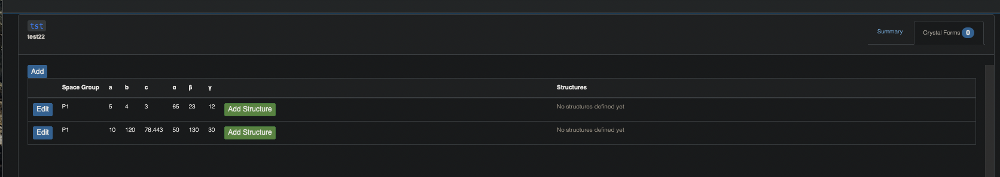 tst
test22
Summary
Crystal Forms 0
Add
Space Group a b c α β γ Structures
Edit P1 5 4 3 65 23 12 Add Structure No structures defined yet
Edit P1 10 120 78.443 50 130 30 Add Structure No structures defined yet